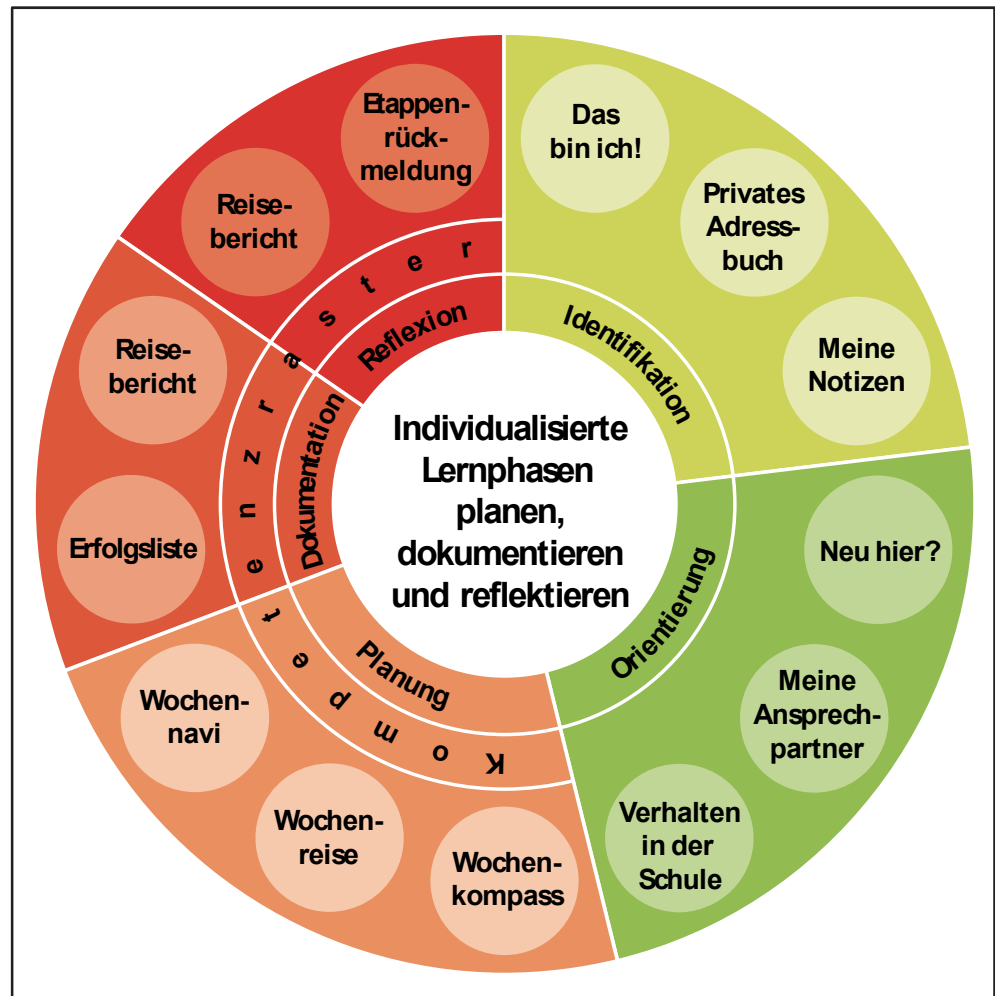 Individualisierte
Lernphasen
planen,
dokumentieren
und reflektieren
Identifikation
Das
bin ich!
Privates
Adress-
buch
Meine
Notizen
Orientierung
Neu hier?
Meine
Ansprech-
partner
Verhalten
in der
Schule
Planung
Wochen-
kompass
Wochen-
reise
Wochen-
navi
Dokumentation
Erfolgsliste
Reise-
bericht
Reflexion
Reise-
bericht
Etappen-
rück-
meldung
Kompetenzraster